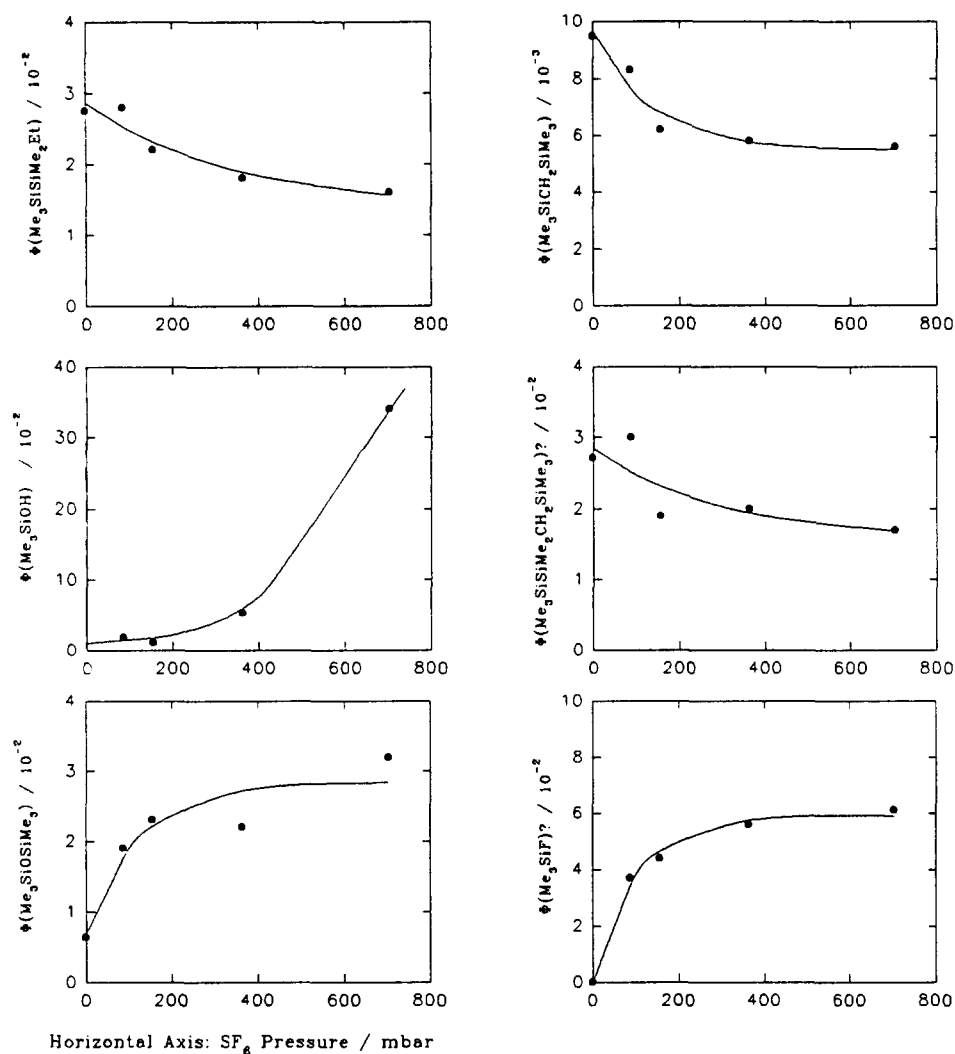 4
3
2
1
0
0 200 400 600 800
Φ(Me₃SiSiMe₂Et) / 10⁻²
10
8
6
4
2
0
0 200 400 600 800
Φ(Me₃SiCH₂SiMe₃) / 10⁻³
40
30
20
10
0
0 200 400 600 800
Φ(Me₃SiOH) / 10⁻²
4
3
2
1
0
0 200 400 600 800
Φ(Me₃SiSiMe₂CH₂SiMe₃)? / 10⁻²
4
3
2
1
0
0 200 400 600 800
Φ(Me₃SiOSiMe₃) / 10⁻²
10
8
6
4
2
0
0 200 400 600 800
Φ(Me₃SiF)? / 10⁻²
Horizontal Axis: SF₆ Pressure / mbar